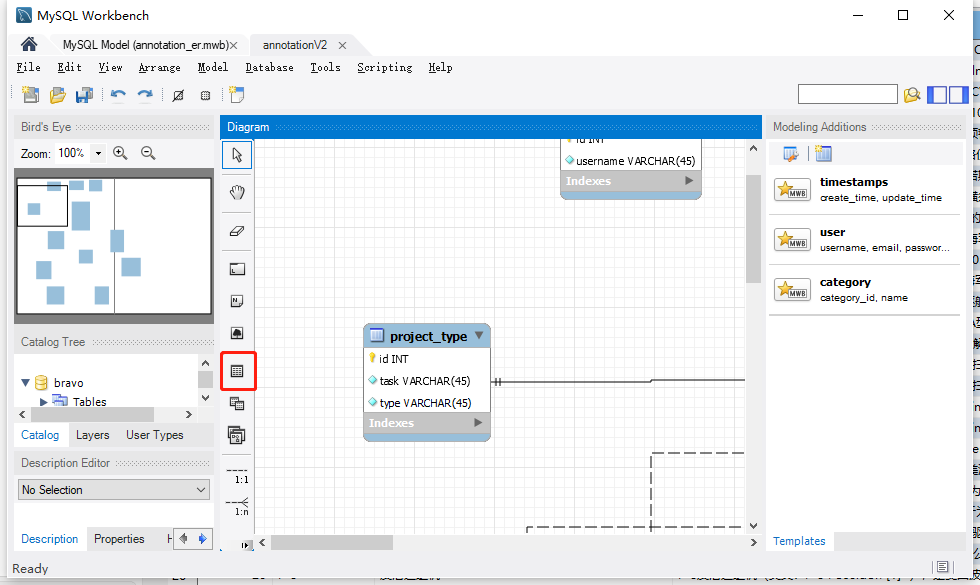 MySQL Workbench
MySQL Model (annotation_er.mwb)
annotationV2
File Edit View Arrange Model Database Tools Scripting Help
Bird's Eye
Zoom: 100%
Catalog Tree
bravo
Tables
Catalog Layers User Types
Description Editor
No Selection
Description Properties
Ready
Diagram
1:1
1:n
id INT
username VARCHAR(45)
Indexes
project_type
id INT
task VARCHAR(45)
type VARCHAR(45)
Indexes
Modeling Additions
MWB
timestamps
create_time, update_time
MWB
user
username, email, passwor...
MWB
category
category_id, name
Templates